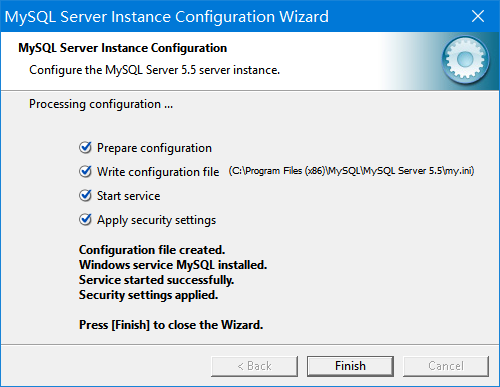 MySQL Server Instance Configuration Wizard
MySQL Server Instance Configuration
Configure the MySQL Server 5.5 server instance.
Processing configuration ...
Prepare configuration
Write configuration file (C:\Program Files (x86)\MySQL\MySQL Server 5.5\my.ini)
Start service
Apply security settings
Configuration file created.
Windows service MySQL installed.
Service started successfully.
Security settings applied.
Press [Finish] to close the Wizard.
< Back Finish Cancel